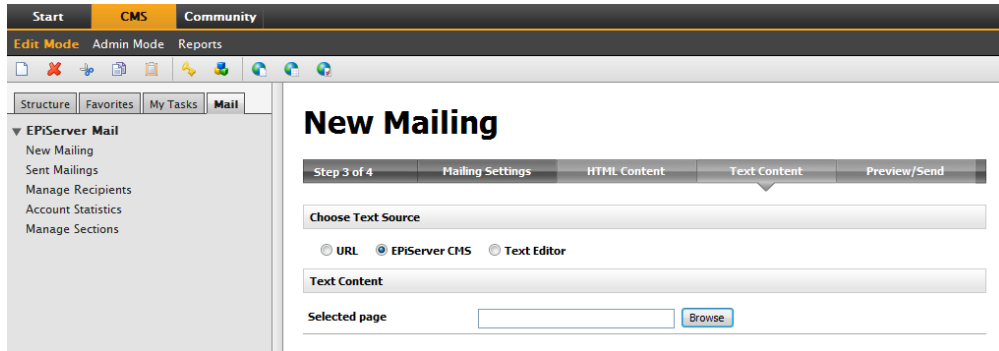 Start CMS Community
Edit Mode Admin Mode Reports
Structure Favorites My Tasks Mail
EPiServer Mail
New Mailing
Sent Mailings
Manage Recipients
Account Statistics
Manage Sections
New Mailing
Step 3 of 4 Mailing Settings HTML Content Text Content Preview/Send
Choose Text Source
URL EPiServer CMS Text Editor
Text Content
Selected page Browse